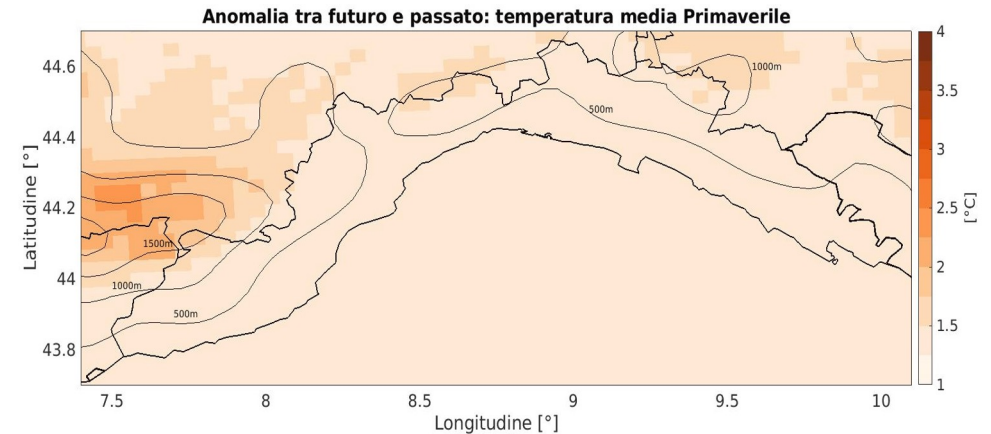 Anomalia tra futuro e passato: temperatura media Primaverile
44.6
44.4
44.2
44
43.8
Latitudine [°]
7.5
8
8.5
9
9.5
10
Longitudine [°]
1000m
500m
1500m
1000m
500m
4
3.5
3
2.5
2
1.5
1
[°C]